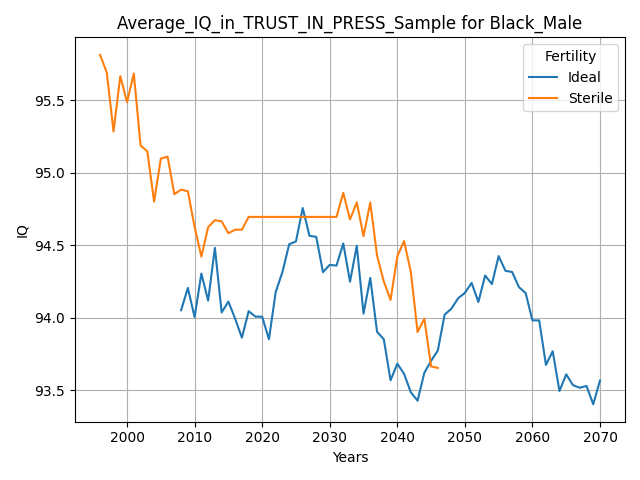 Average_IQ_in_TRUST_IN_PRESS_Sample for Black_Male
Fertility
Ideal
Sterile
IQ
95.5
95.0
94.5
94.0
93.5
2000 2010 2020 2030 2040 2050 2060 2070
Years